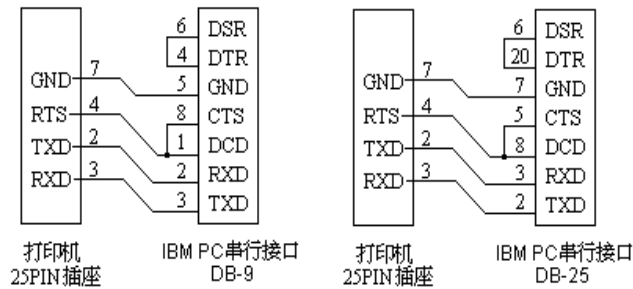 6 DSR
4 DTR
GND 7 5 GND
RTS 4 8 CTS
TXD 2 1 DCD
RXD 3 2 RXD
3 TXD
打印机
25PIN插座
IBM PC串行接口
DB-9
6 DSR
20 DTR
GND 7 7 GND
RTS 4 5 CTS
TXD 2 8 DCD
RXD 3 3 RXD
2 TXD
打印机
25PIN插座
IBM PC串行接口
DB-25